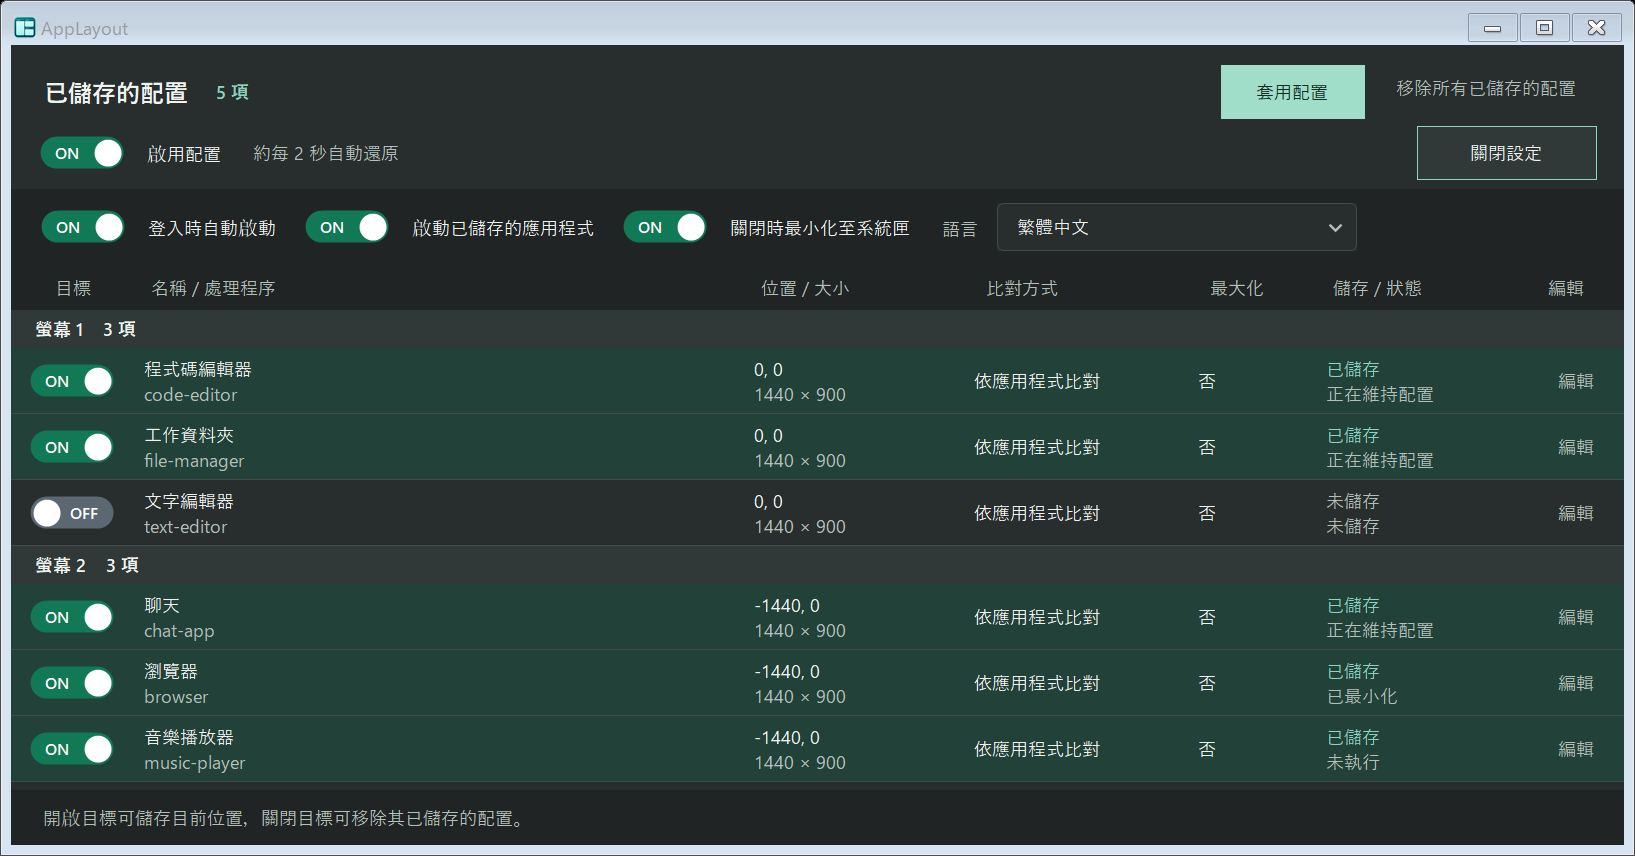 AppLayout
已儲存的配置 5 項
套用配置
移除所有已儲存的配置
ON 啟用配置 約每 2 秒自動還原
關閉設定
ON 登入時自動啟動 ON 啟動已儲存的應用程式 ON 關閉時最小化至系統匣 語言 繁體中文
目標 名稱 / 處理程序 位置 / 大小 比對方式 最大化 儲存 / 狀態 編輯
螢幕 1 3 項
ON 程式碼編輯器 0, 0 依應用程式比對 否 已儲存 編輯
code-editor 1440 × 900 正在維持配置
ON 工作資料夾 0, 0 依應用程式比對 否 已儲存 編輯
file-manager 1440 × 900 正在維持配置
OFF 文字編輯器 0, 0 依應用程式比對 否 未儲存 編輯
text-editor 1440 × 900 未儲存
螢幕 2 3 項
ON 聊天 -1440, 0 依應用程式比對 否 已儲存 編輯
chat-app 1440 × 900 正在維持配置
ON 瀏覽器 -1440, 0 依應用程式比對 否 已儲存 編輯
browser 1440 × 900 已最小化
ON 音樂播放器 -1440, 0 依應用程式比對 否 已儲存 編輯
music-player 1440 × 900 未執行
開啟目標可儲存目前位置，關閉目標可移除其已儲存的配置。